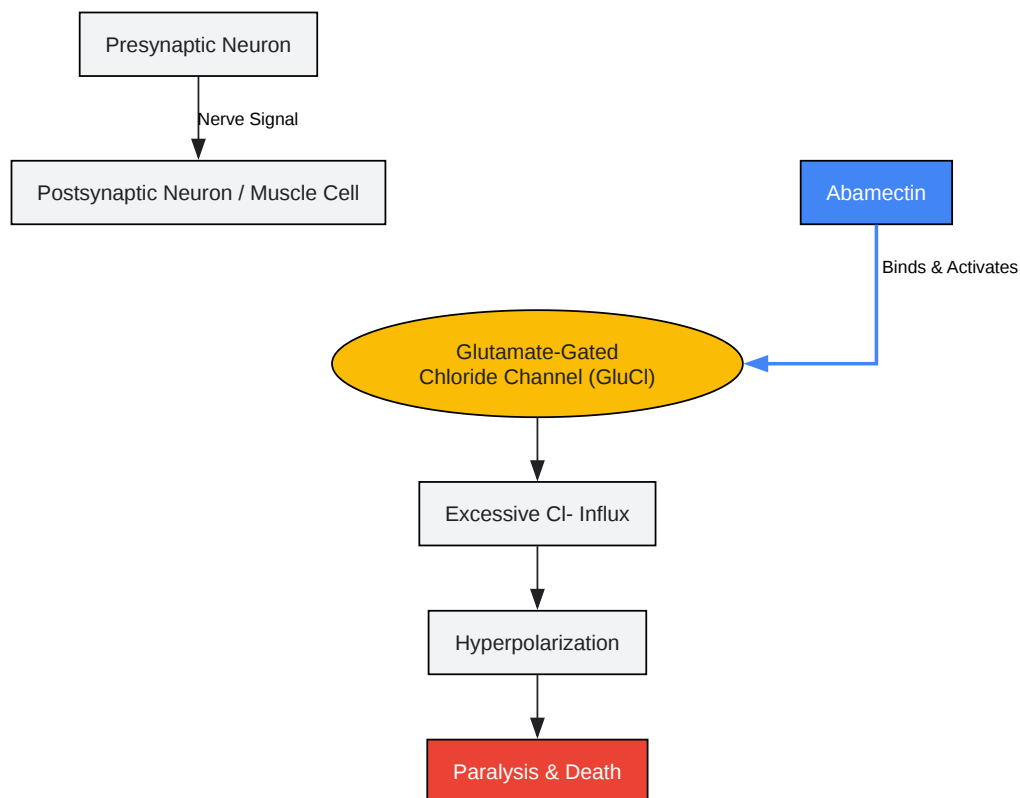 Presynaptic Neuron
Nerve Signal
Postsynaptic Neuron / Muscle Cell
Abamectin
Binds & Activates
Glutamate-Gated
Chloride Channel (GluCl)
Excessive Cl- Influx
Hyperpolarization
Paralysis & Death